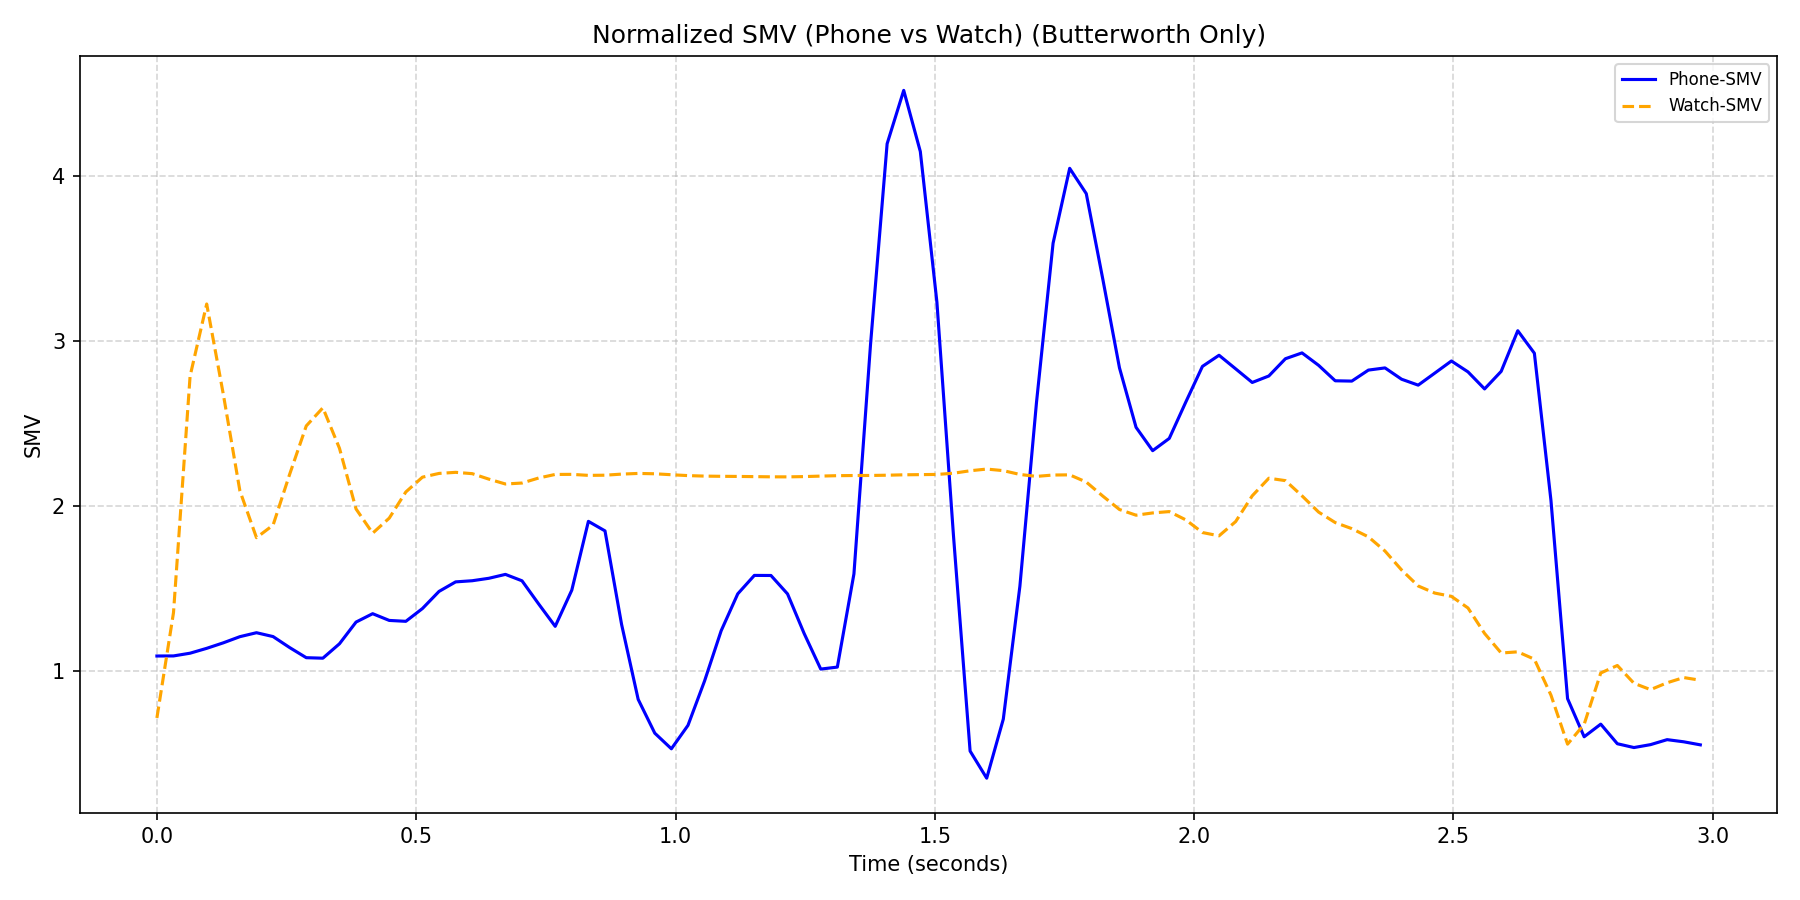 Normalized SMV (Phone vs Watch) (Butterworth Only)
Phone-SMV
Watch-SMV
SMV
4
3
2
1
0.0 0.5 1.0 1.5 2.0 2.5 3.0
Time (seconds)